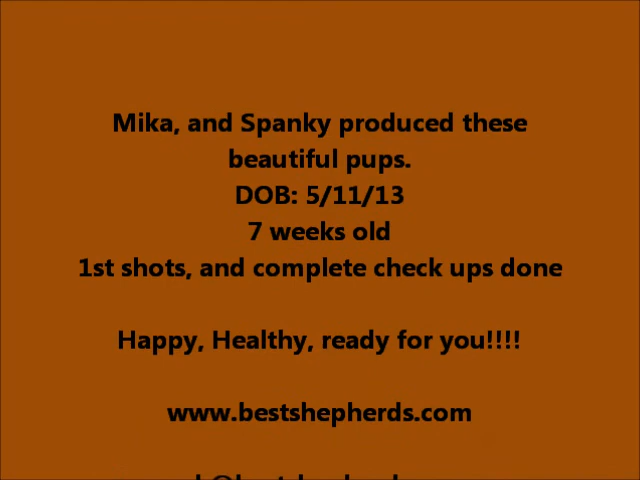 Mika, and Spanky produced these
beautiful pups.
DOB: 5/11/13
7 weeks old
1st shots, and complete check ups done
Happy, Healthy, ready for you!!!!
www.bestshepherds.com